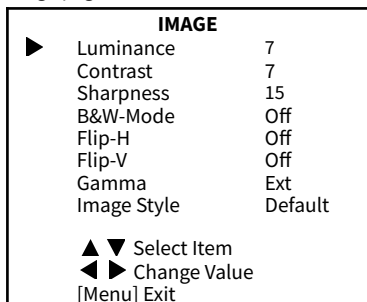 IMAGE
▶ Luminance 7
Contrast 7
Sharpness 15
B&W-Mode Off
Flip-H Off
Flip-V Off
Gamma Ext
Image Style Default
▲ ▼ Select Item
◀ ▶ Change Value
[Menu] Exit